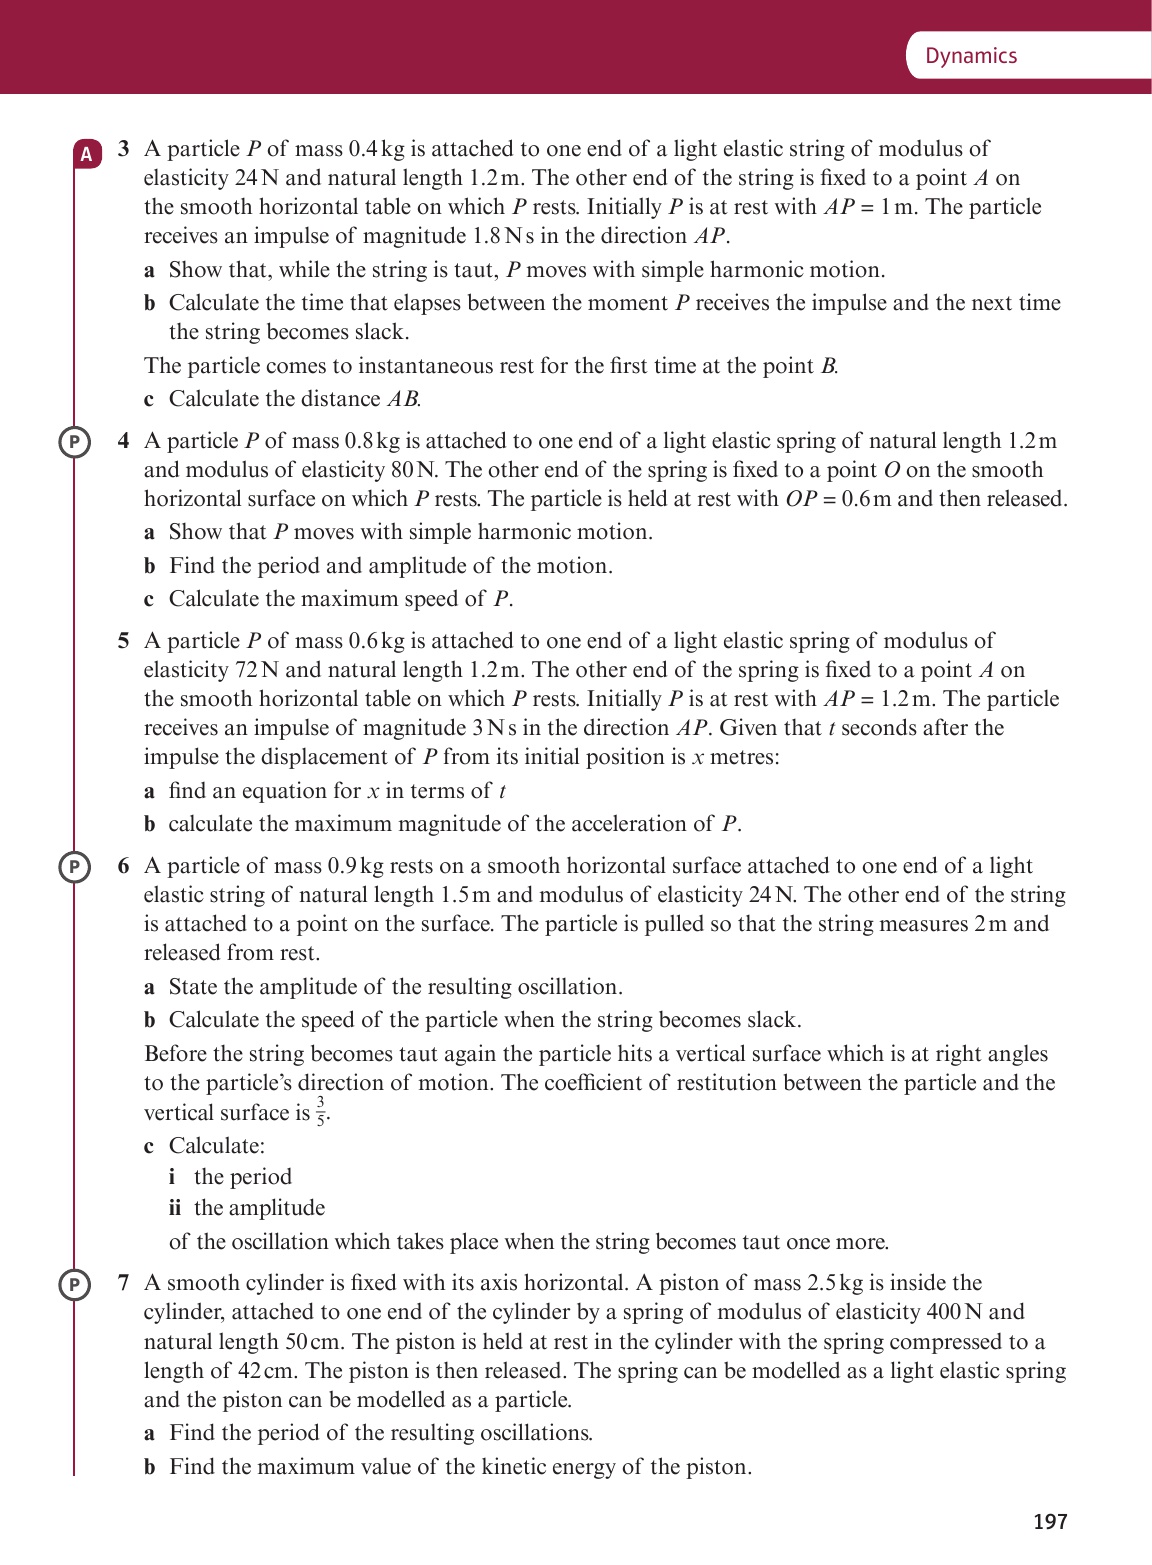 Dynamics
A
3 A particle P of mass 0.4 kg is attached to one end of a light elastic string of modulus of
elasticity 24 N and natural length 1.2 m. The other end of the string is fixed to a point A on
the smooth horizontal table on which P rests. Initially P is at rest with AP = 1 m. The particle
receives an impulse of magnitude 1.8 N s in the direction AP.
a Show that, while the string is taut, P moves with simple harmonic motion.
b Calculate the time that elapses between the moment P receives the impulse and the next time
the string becomes slack.
The particle comes to instantaneous rest for the first time at the point B.
c Calculate the distance AB.
P
4 A particle P of mass 0.8 kg is attached to one end of a light elastic spring of natural length 1.2 m
and modulus of elasticity 80 N. The other end of the spring is fixed to a point O on the smooth
horizontal surface on which P rests. The particle is held at rest with OP = 0.6 m and then released.
a Show that P moves with simple harmonic motion.
b Find the period and amplitude of the motion.
c Calculate the maximum speed of P.
5 A particle P of mass 0.6 kg is attached to one end of a light elastic spring of modulus of
elasticity 72 N and natural length 1.2 m. The other end of the spring is fixed to a point A on
the smooth horizontal table on which P rests. Initially P is at rest with AP = 1.2 m. The particle
receives an impulse of magnitude 3 N s in the direction AP. Given that t seconds after the
impulse the displacement of P from its initial position is x metres:
a find an equation for x in terms of t
b calculate the maximum magnitude of the acceleration of P.
P
6 A particle of mass 0.9 kg rests on a smooth horizontal surface attached to one end of a light
elastic string of natural length 1.5 m and modulus of elasticity 24 N. The other end of the string
is attached to a point on the surface. The particle is pulled so that the string measures 2 m and
released from rest.
a State the amplitude of the resulting oscillation.
b Calculate the speed of the particle when the string becomes slack.
Before the string becomes taut again the particle hits a vertical surface which is at right angles
to the particle's direction of motion. The coefficient of restitution between the particle and the
vertical surface is 3/5.
c Calculate:
i the period
ii the amplitude
of the oscillation which takes place when the string becomes taut once more.
P
7 A smooth cylinder is fixed with its axis horizontal. A piston of mass 2.5 kg is inside the
cylinder, attached to one end of the cylinder by a spring of modulus of elasticity 400 N and
natural length 50 cm. The piston is held at rest in the cylinder with the spring compressed to a
length of 42 cm. The piston is then released. The spring can be modelled as a light elastic spring
and the piston can be modelled as a particle.
a Find the period of the resulting oscillations.
b Find the maximum value of the kinetic energy of the piston.
197